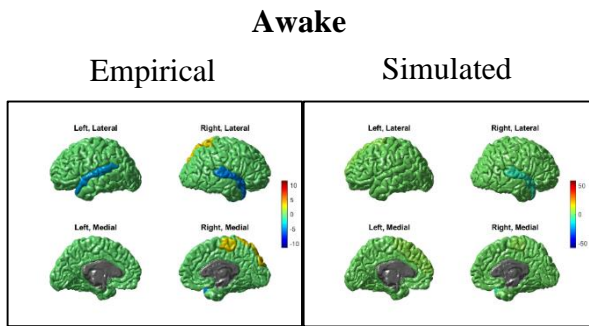 Awake
Empirical
Simulated
Left, Lateral
Right, Lateral
10
5
0
-5
-10
Left, Medial
Right, Medial
Left, Lateral
Right, Lateral
50
0
-50
Left, Medial
Right, Medial